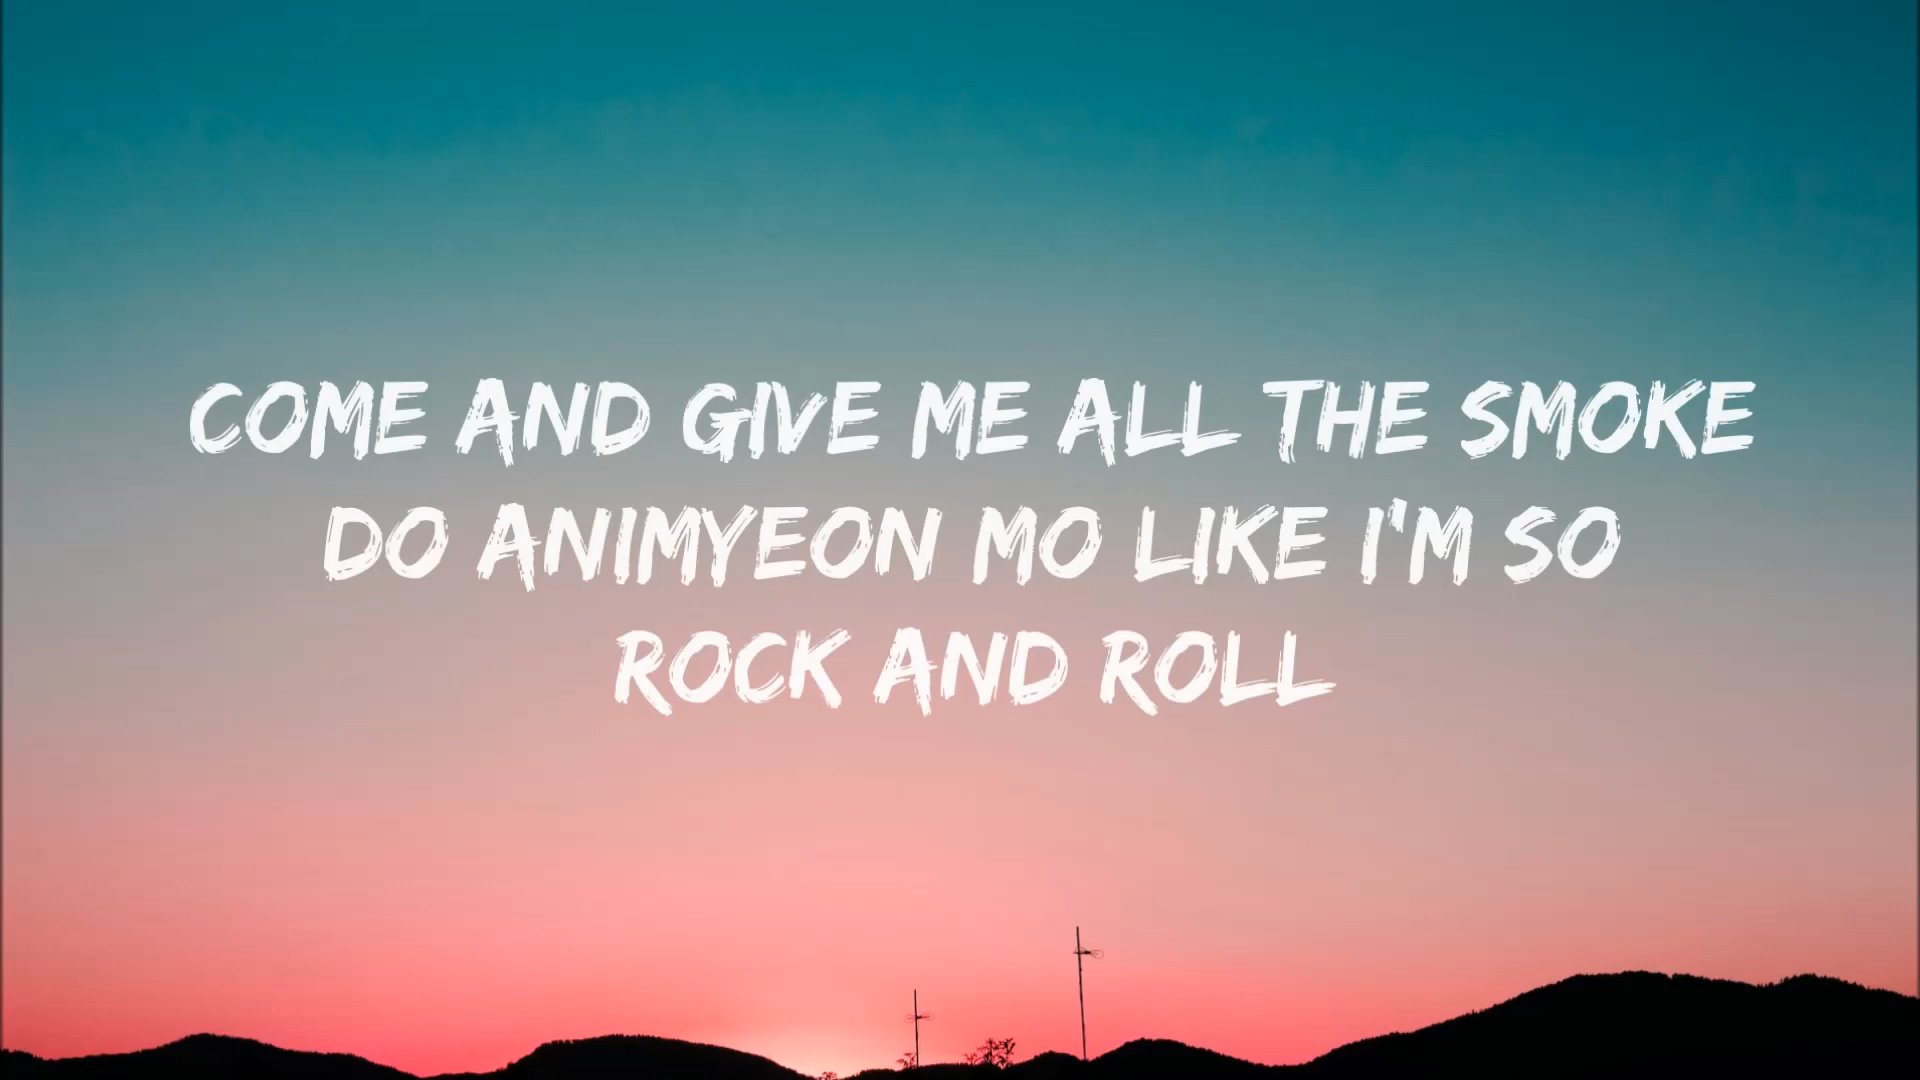 COME AND GIVE ME ALL THE SMOKE
DO ANIMYEON MO LIKE I'M SO
ROCK AND ROLL